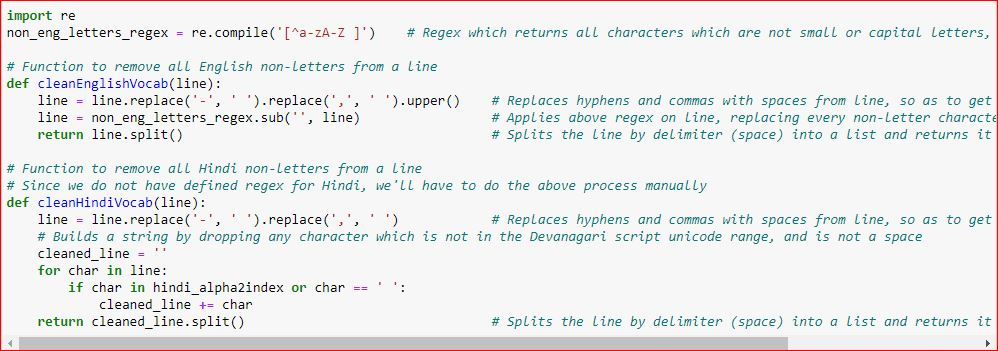 import re
non_eng_letters_regex = re.compile('[^a-zA-Z ]')    # Regex which returns all characters which are not small or capital letters,

# Function to remove all English non-letters from a line
def cleanEnglishVocab(line):
    line = line.replace('-', ' ').replace(',', ' ').upper()    # Replaces hyphens and commas with spaces from line, so as to get
    line = non_eng_letters_regex.sub('', line)                 # Applies above regex on line, replacing every non-letter
    return line.split()                                        # Splits the line by delimiter (space) into a list and returns it

# Function to remove all Hindi non-letters from a line
# Since we do not have defined regex for Hindi, we'll have to do the above process manually
def cleanHindiVocab(line):
    line = line.replace('-', ' ').replace(',', ' ')            # Replaces hyphens and commas with spaces from line, so as to get
    # Builds a string by dropping any character which is not in the Devanagari script unicode range, and is not a space
    cleaned_line = ''
    for char in line:
        if char in hindi_alpha2index or char == ' ':
            cleaned_line += char
    return cleaned_line.split()                                # Splits the line by delimiter (space) into a list and returns it